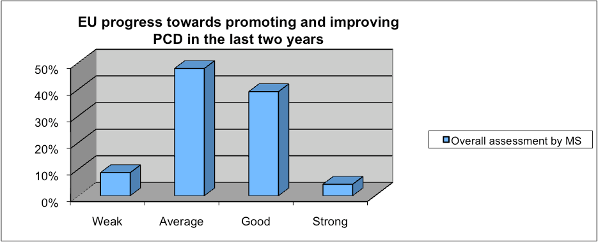 EU progress towards promoting and improving
PCD in the last two years
50%
40%
30%
20%
10%
0%
Weak Average Good Strong
Overall assessment by MS